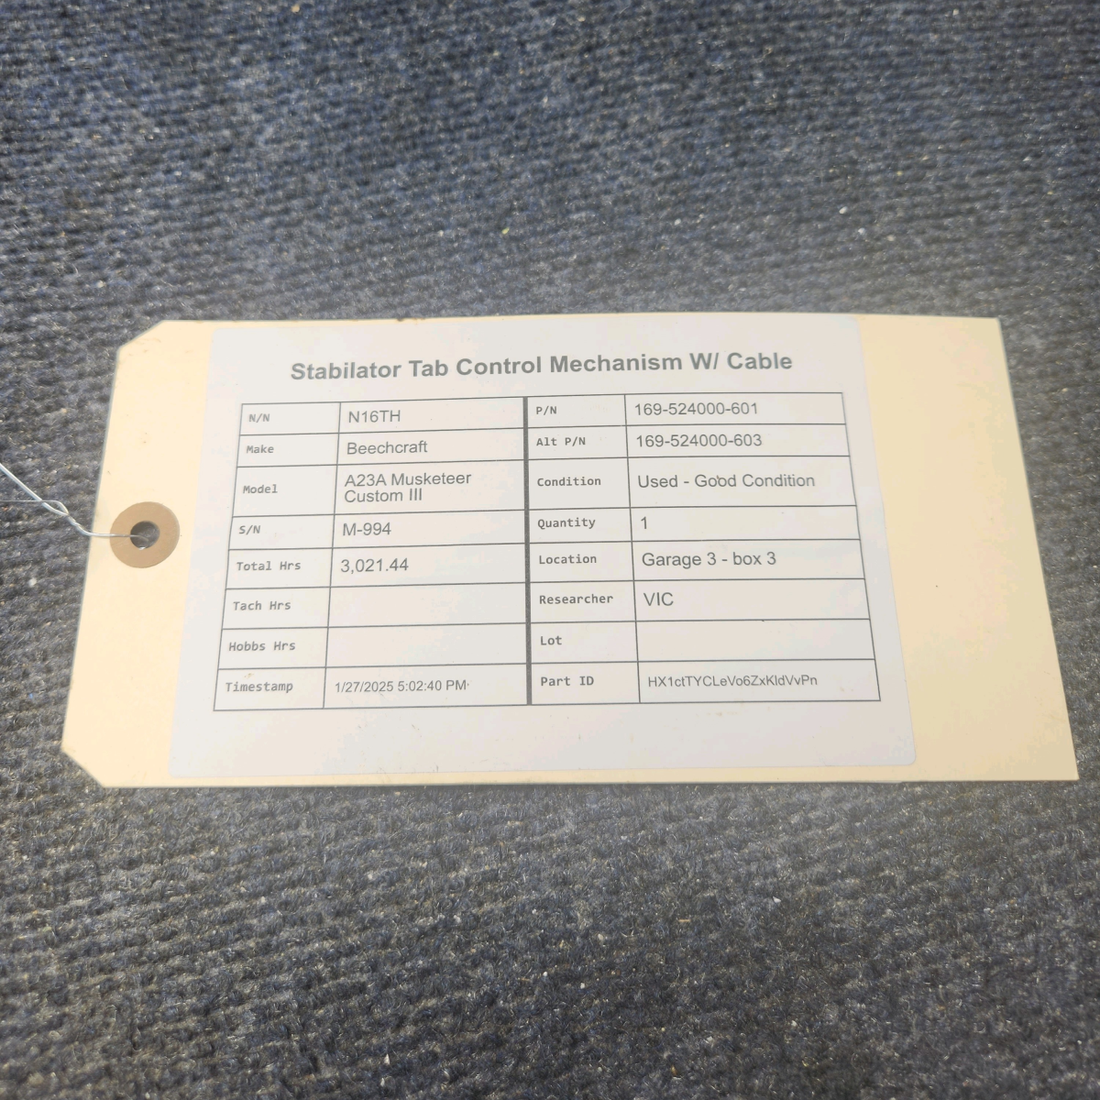 Stabilator Tab Control Mechanism W/ Cable
N/N N16TH P/N 169-524000-601
Make Beechcraft Alt P/N 169-524000-603
Model A23A Musketeer Custom III Condition Used - Good Condition
S/N M-994 Quantity 1
Total Hrs 3,021.44 Location Garage 3 - box 3
Tach Hrs Researcher VIC
Hobbs Hrs Lot
Timestamp 1/27/2025 5:02:40 PM Part ID HX1ctTYCLeVo6ZxKldVvPn